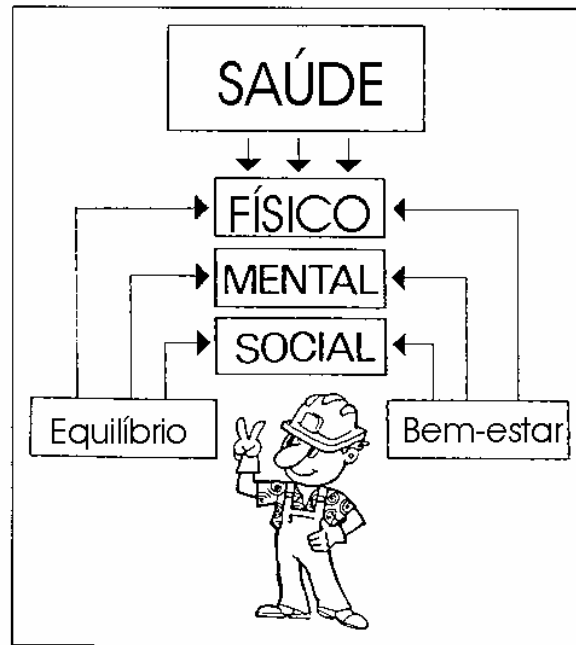 SAÚDE
FÍSICO
MENTAL
SOCIAL
Equilíbrio
Bem-estar